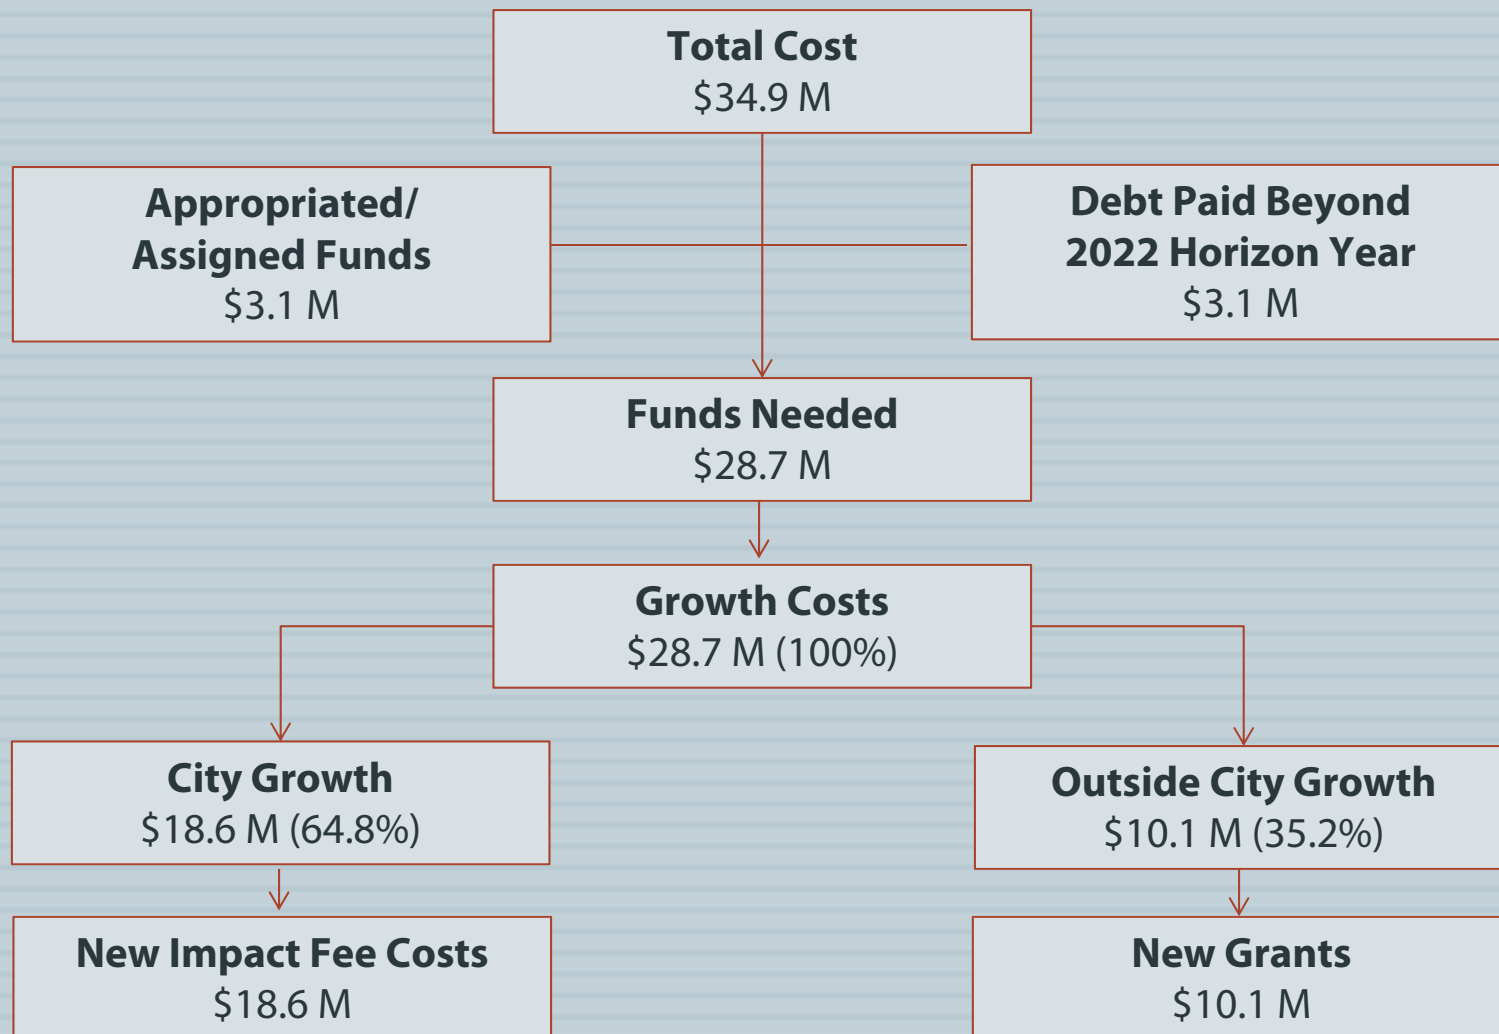 Total Cost
$34.9 M
Appropriated/
Assigned Funds
$3.1 M
Debt Paid Beyond
2022 Horizon Year
$3.1 M
Funds Needed
$28.7 M
Growth Costs
$28.7 M (100%)
City Growth
$18.6 M (64.8%)
Outside City Growth
$10.1 M (35.2%)
New Impact Fee Costs
$18.6 M
New Grants
$10.1 M